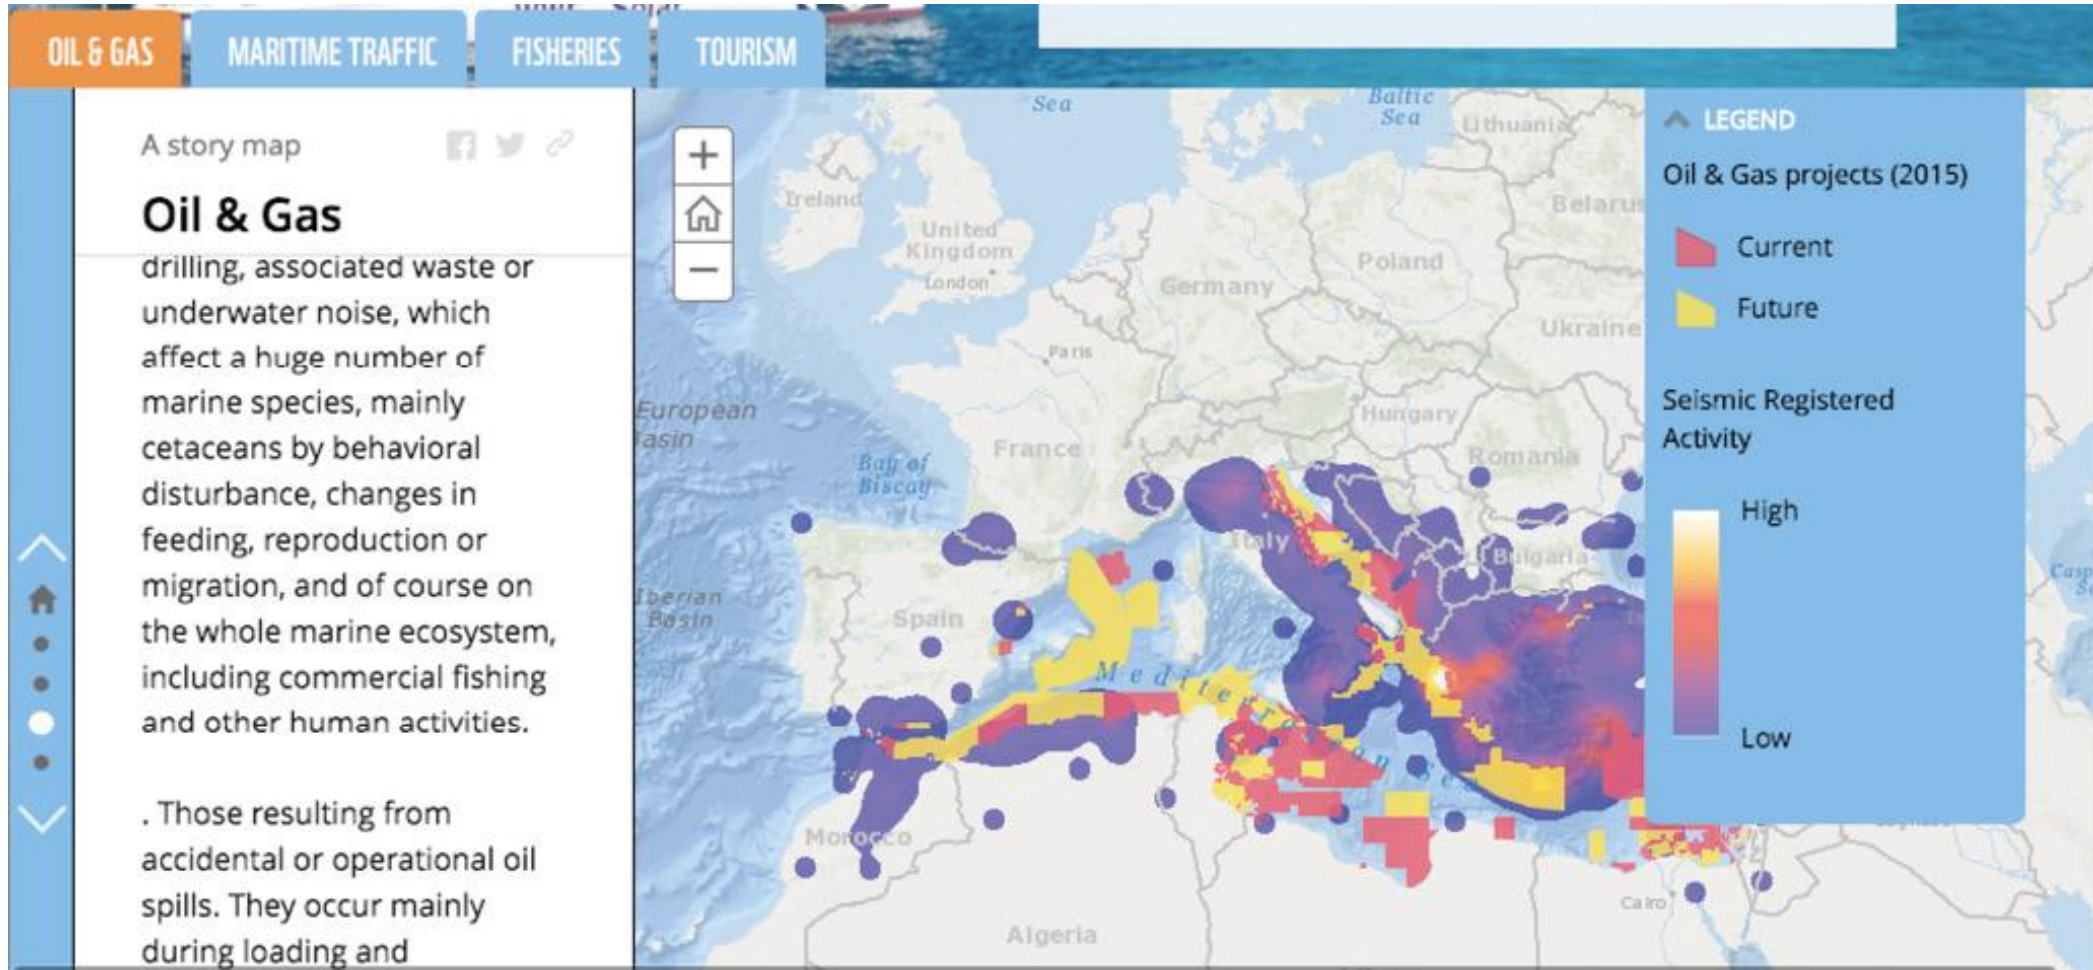 OIL & GAS
MARITIME TRAFFIC
FISHERIES
TOURISM
A story map
Oil & Gas
drilling, associated waste or
underwater noise, which
affect a huge number of
marine species, mainly
cetaceans by behavioral
disturbance, changes in
feeding, reproduction or
migration, and of course on
the whole marine ecosystem,
including commercial fishing
and other human activities.
. Those resulting from
accidental or operational oil
spills. They occur mainly
during loading and
+
−
Sea
Baltic
Sea
Lithuania
Ireland
United
Kingdom
London
Belarus
Poland
Germany
Ukraine
Paris
European
Basin
Hungary
France
Bay of
Biscay
Romania
Italy
Bulgaria
Iberian
Basin
Spain
Mediterranean Se
Morocco
Algeria
Cairo
Casp
LEGEND
Oil & Gas projects (2015)
Current
Future
Seismic Registered
Activity
High
Low